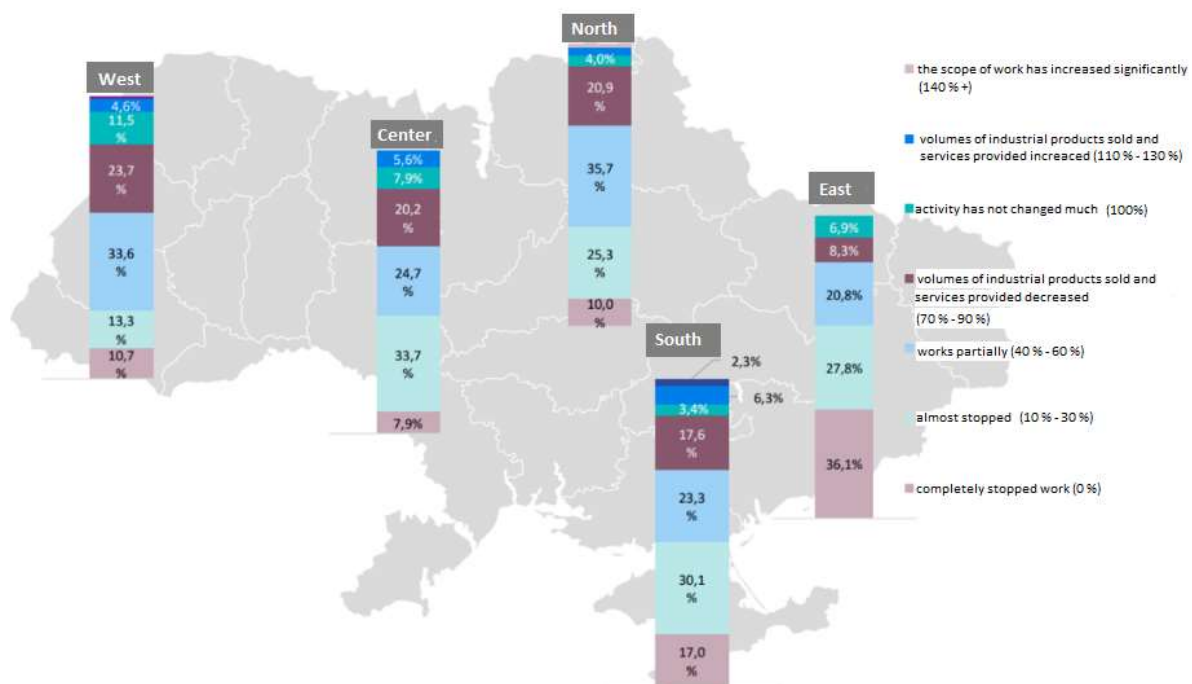 North
4,0%
20,9
%
35,7
%
25,3
%
10,0
%
West
4,6%
11,5
%
23,7
%
33,6
%
13,3
%
10,7
%
Center
5,6%
7,9%
20,2
%
24,7
%
33,7
%
7,9%
South
2,3%
6,3%
3,4%
17,6
%
23,3
%
30,1
%
17,0
%
East
6,9%
8,3%
20,8%
27,8%
36,1%
the scope of work has increased significantly
(140 % +)
volumes of industrial products sold and
services provided increaced (110 % - 130 %)
activity has not changed much (100%)
volumes of industrial products sold and
services provided decreased
(70 % - 90 %)
works partially (40 % - 60 %)
almost stopped (10 % - 30 %)
completely stopped work (0 %)